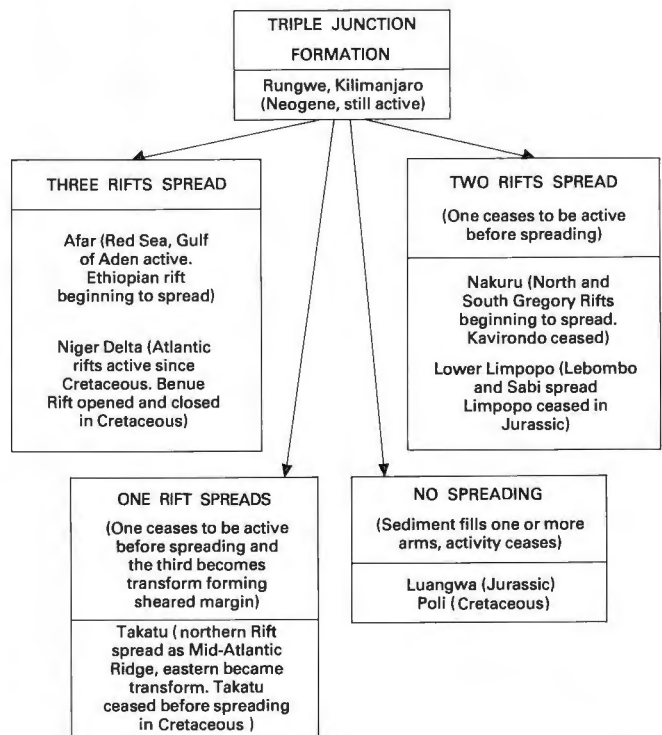 TRIPLE JUNCTION
FORMATION
Rungwe, Kilimanjaro
(Neogene, still active)
THREE RIFTS SPREAD
Afar (Red Sea, Gulf
of Aden active.
Ethiopian rift
beginning to spread)
Niger Delta (Atlantic
rifts active since
Cretaceous. Benue
Rift opened and closed
in Cretaceous)
TWO RIFTS SPREAD
(One ceases to be active
before spreading)
Nakuru (North and
South Gregory Rifts
beginning to spread.
Kavirondo ceased)
Lower Limpopo (Lebombo
and Sabi spread
Limpopo ceased in
Jurassic)
ONE RIFT SPREADS
(One ceases to be active
before spreading and
the third becomes
transform forming
sheared margin)
Takatu ( northern Rift
spread as Mid-Atlantic
Ridge, eastern became
transform. Takatu
ceased before spreading
in Cretaceous )
NO SPREADING
(Sediment fills one or more
arms, activity ceases)
Luangwa (Jurassic)
Poli (Cretaceous)